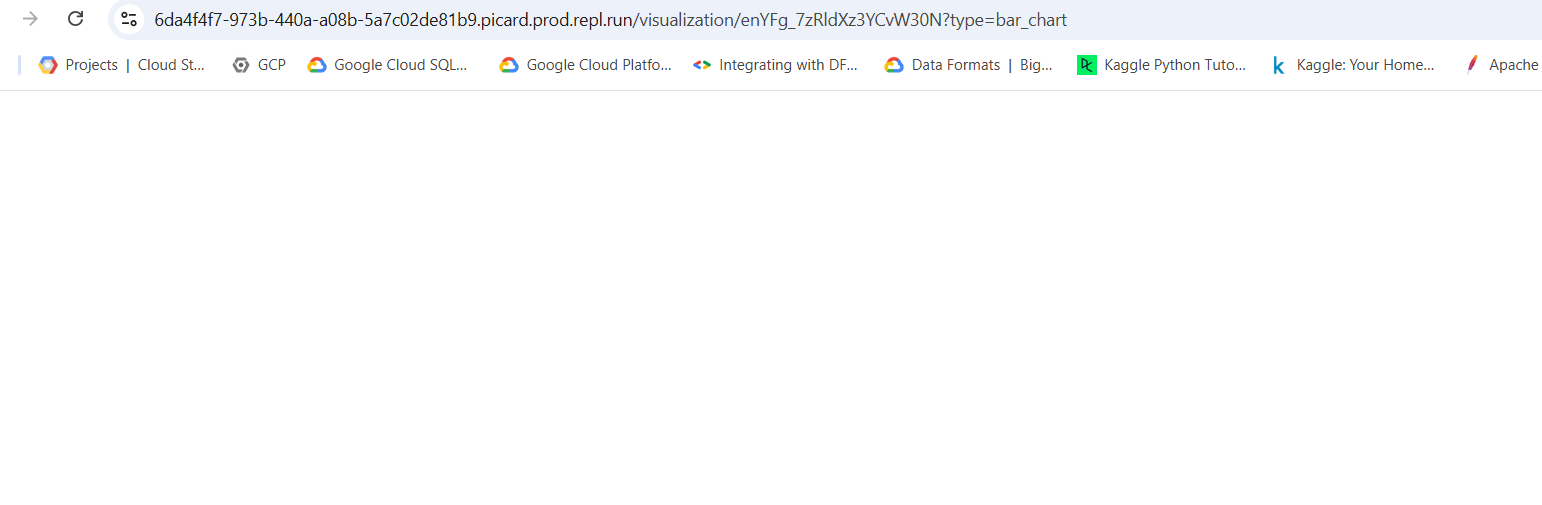 6da4f4f7-973b-440a-a08b-5a7c02de81b9.picard.prod.repl.run/visualization/enYFg_7zRldXz3YCvW30N?type=bar_chart
Projects | Cloud St... GCP Google Cloud SQL... Google Cloud Platfo... Integrating with DF... Data Formats | Big... Kaggle Python Tuto... Kaggle: Your Home... Apache